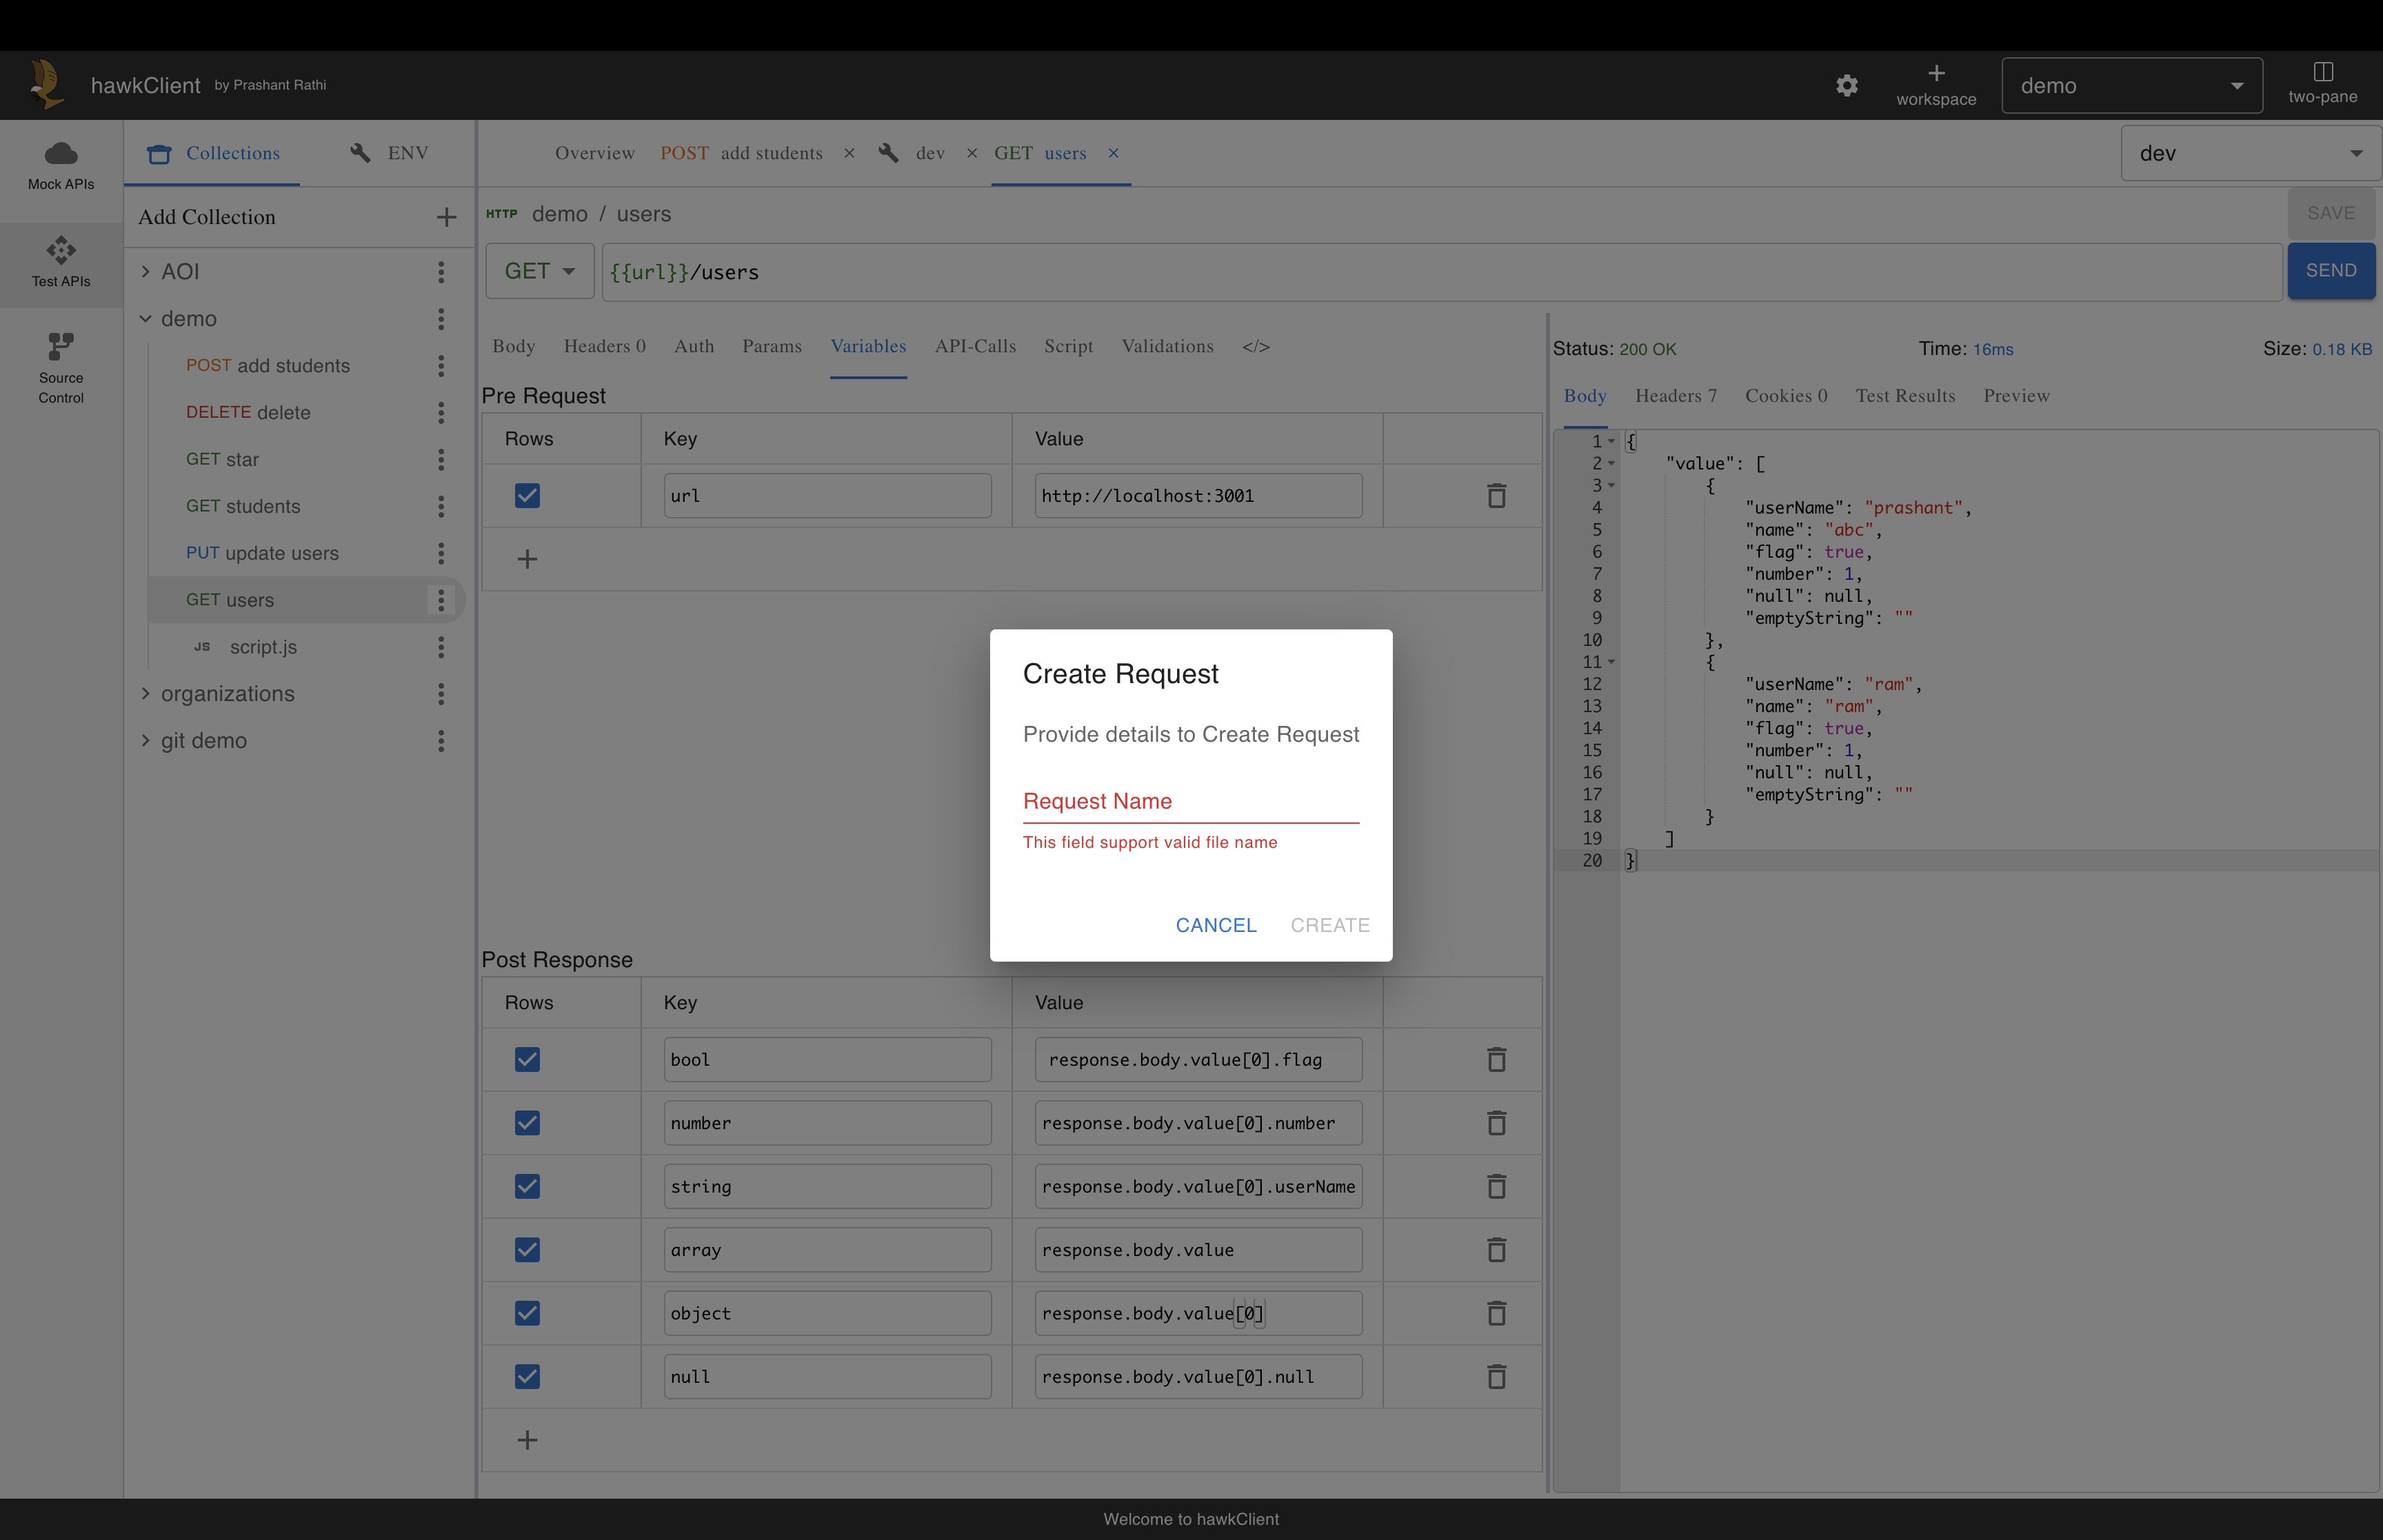 hawkClient by Prashant Rathi
workspace
demo
two-pane
Mock APIs
Test APIs
Source
Control
Collections
ENV
Add Collection
AOI
demo
POST add students
DELETE delete
GET star
GET students
PUT update users
GET users
JS script.js
organizations
git demo
Overview
POST add students
dev
GET users
dev
HTTP demo / users
SAVE
GET
{{url}}/users
SEND
Body Headers 0 Auth Params Variables API-Calls Script Validations </>
Pre Request
Rows Key Value
url http://localhost:3001
Create Request
Provide details to Create Request
Request Name
This field support valid file name
CANCEL CREATE
Post Response
Rows Key Value
bool response.body.value[0].flag
number response.body.value[0].number
string response.body.value[0].userName
array response.body.value
object response.body.value[0]
null response.body.value[0].null
Status: 200 OK Time: 16ms Size: 0.18 KB
Body Headers 7 Cookies 0 Test Results Preview
1 {
2 "value": [
3 {
4 "userName": "prashant",
5 "name": "abc",
6 "flag": true,
7 "number": 1,
8 "null": null,
9 "emptyString": ""
10 },
11 {
12 "userName": "ram",
13 "name": "ram",
14 "flag": true,
15 "number": 1,
16 "null": null,
17 "emptyString": ""
18 }
19 ]
20 }
Welcome to hawkClient